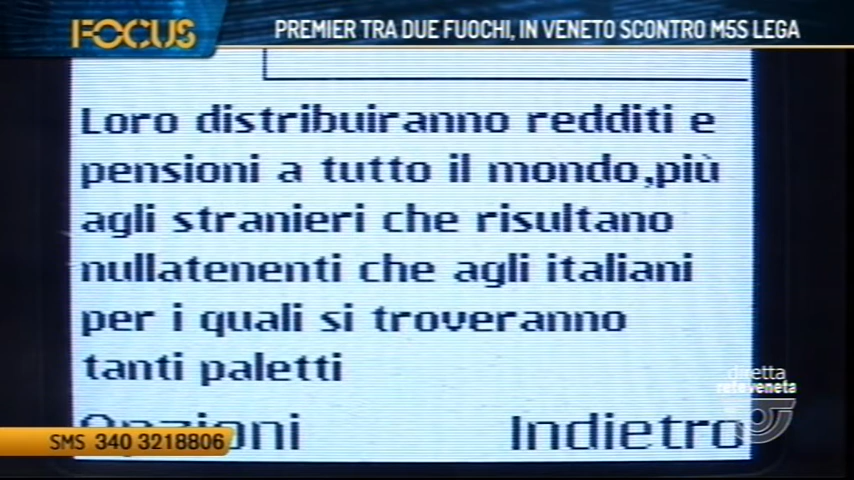 FOCUS
PREMIER TRA DUE FUOCHI, IN VENETO SCONTRO M5S LEGA
Loro distribuiranno redditi e
pensioni a tutto il mondo,più
agli stranieri che risultano
nullatenenti che agli italiani
per i quali si troveranno
tanti paletti
Opzioni Indietro
diretta
reteveneta
SMS 340 3218806